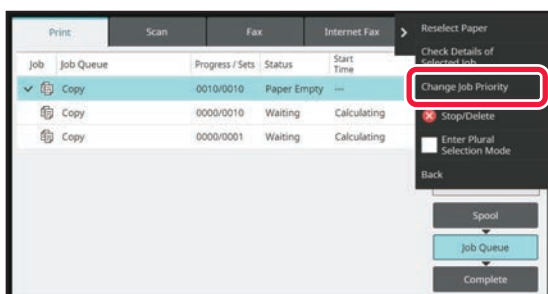 Print Scan Fax Internet Fax
Job Job Queue Progress / Sets Status Start
Time
Copy 0010/0010 Paper Empty ---
Copy 0000/0010 Waiting Calculating
Copy 0000/0001 Waiting Calculating
Reselect Paper
Check Details of
Selected Job
Change Job Priority
Stop/Delete
Enter Plural
Selection Mode
Back
Spool
Job Queue
Complete